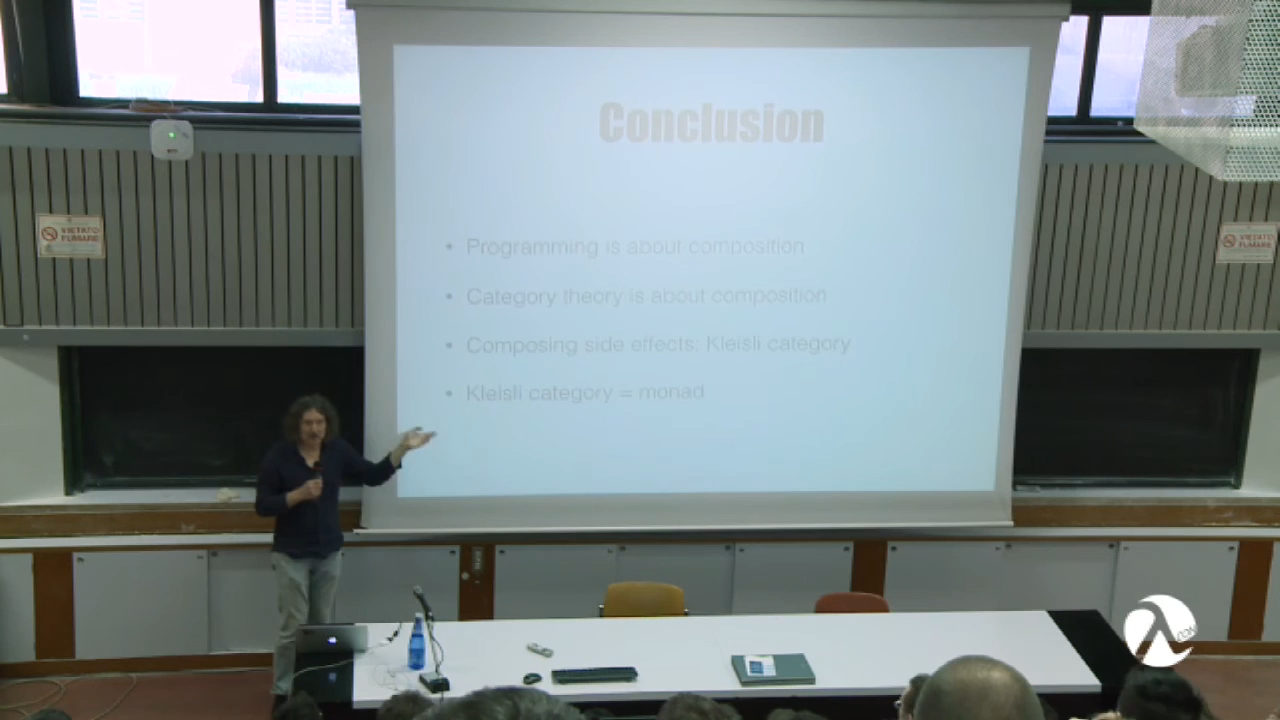 Conclusion
• Programming is about composition
• Category theory is about composition
• Composing side effects: Kleisli category
• Kleisli category = monad
VIETATO
FUMARE
VIETATO
FUMARE
λ
.COM